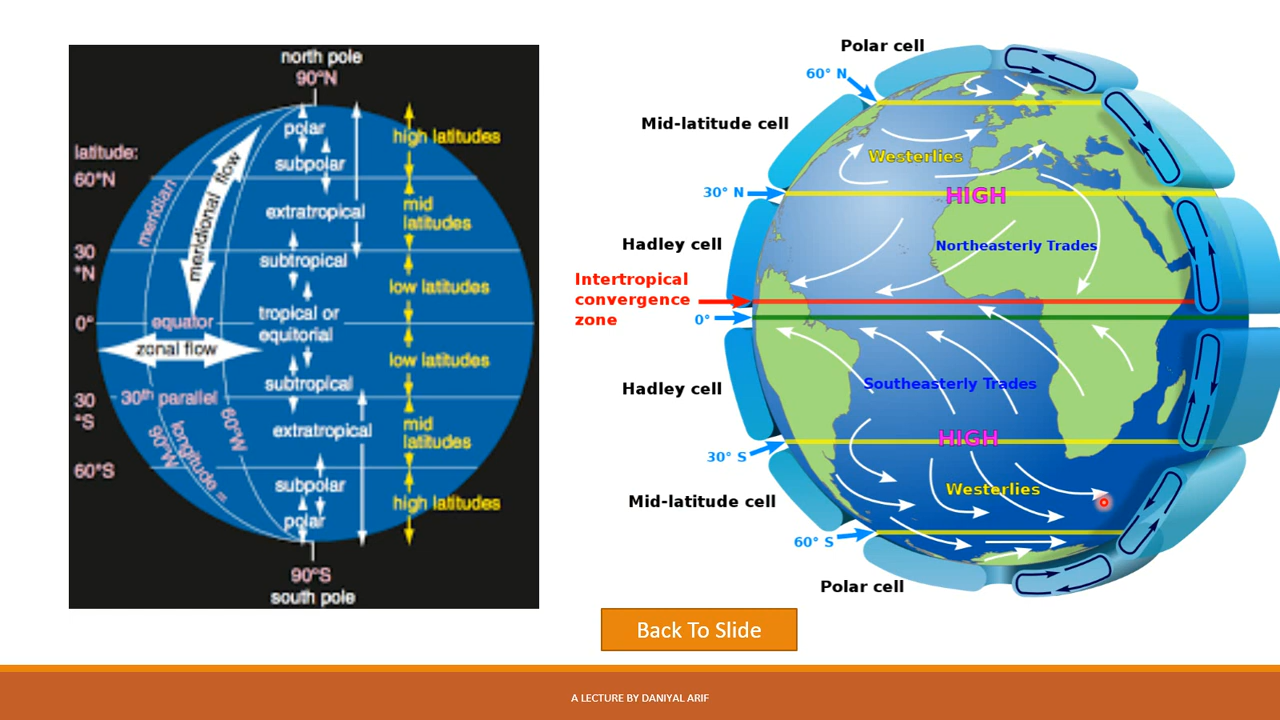 north pole
90°N
polar
high latitudes
latitude:
subpolar
60°N
meridian
meridional flow
extratropical
mid
latitudes
30
°N
subtropical
low latitudes
0°
equator
tropical or
equitorial
zonal flow
low latitudes
subtropical
30
°S
30th parallel
extratropical
mid
latitudes
60°W
90°W
longitude =
60°S
subpolar
high latitudes
polar
90°S
south pole
Polar cell
60° N
Mid-latitude cell
Westerlies
30° N
HIGH
Hadley cell
Northeasterly Trades
Intertropical
convergence
zone
0°
Hadley cell
Southeasterly Trades
HIGH
30° S
Westerlies
Mid-latitude cell
60° S
Polar cell
Back To Slide
A LECTURE BY DANIYAL ARIF